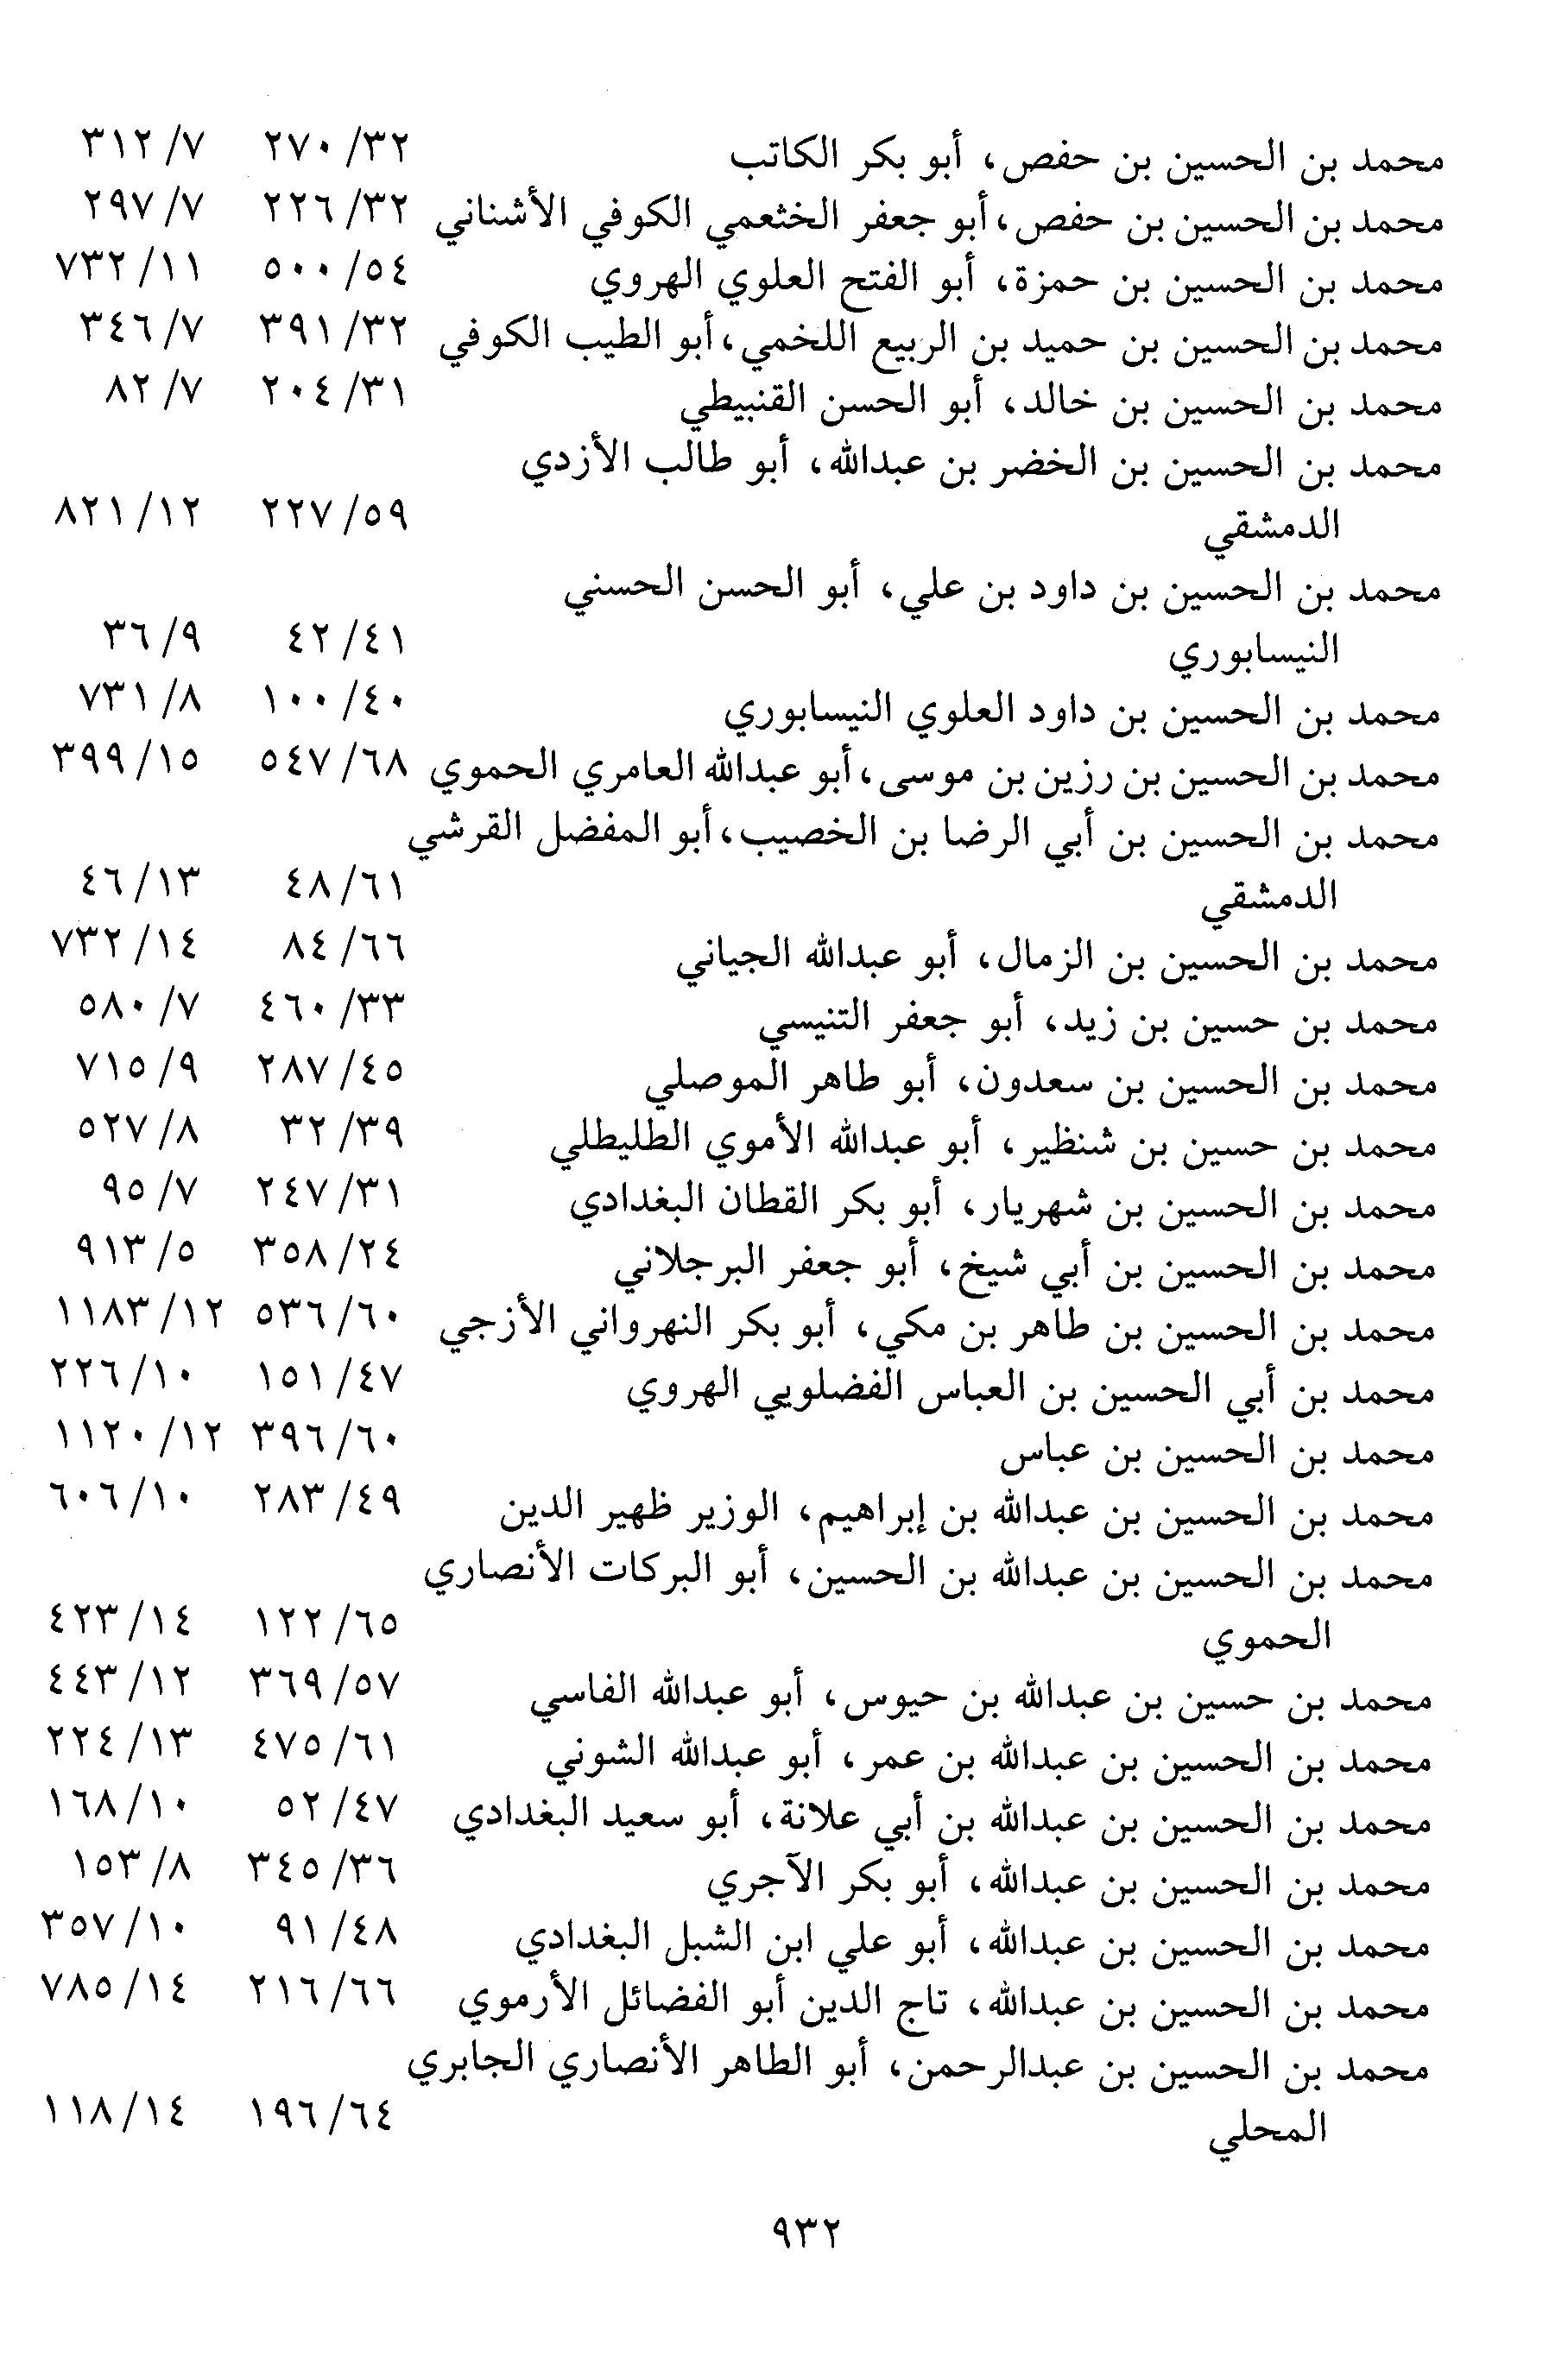 محمد بن الحسين بن حفص، أبو بكر الكاتب ٣٢/ ٢٧٠ ٧/ ٣١٢
محمد بن الحسين بن حفص، أبو جعفر الخثعمي الكوفي الأشناني ٣٢/ ٢٢٦ ٧/ ٢٩٧
محمد بن الحسين بن حمزة، أبو الفتح العلوي الهروي ٥٤/ ٥٠٠ ١١/ ٧٣٢
محمد بن الحسين بن حميد بن الربيع اللخمي، أبو الطيب الكوفي ٣٢/ ٣٩١ ٧/ ٣٤٦
محمد بن الحسين بن خالد، أبو الحسن القنبيطي ٣١/ ٢٠٤ ٧/ ٨٢
محمد بن الحسين بن الخضر بن عبدالله، أبو طالب الأزدي
الدمشقي ٥٩/ ٢٢٧ ١٢/ ٨٢١
محمد بن الحسين بن داود بن علي، أبو الحسن الحسني
النيسابوري ٤١/ ٤٢ ٩/ ٣٦
محمد بن الحسين بن داود العلوي النيسابوري ٤٠/ ١٠٠ ٨/ ٧٣١
محمد بن الحسين بن رزين بن موسى، أبو عبدالله العامري الحموي ٦٨/ ٥٤٧ ١٥/ ٣٩٩
محمد بن الحسين بن أبي الرضا بن الخصيب، أبو المفضل القرشي
الدمشقي ٦١/ ٤٨ ١٣/ ٤٦
محمد بن الحسين بن الزمال، أبو عبدالله الجياني ٦٦/ ٨٤ ١٤/ ٧٣٢
محمد بن حسين بن زيد، أبو جعفر التنيسي ٣٣/ ٤٦٠ ٧/ ٥٨٠
محمد بن الحسين بن سعدون، أبو طاهر الموصلي ٤٥/ ٢٨٧ ٩/ ٧١٥
محمد بن حسين بن شنظير، أبو عبدالله الأموي الطليطلي ٣٩/ ٣٢ ٨/ ٥٢٧
محمد بن الحسين بن شهريار، أبو بكر القطان البغدادي ٣١/ ٢٤٧ ٧/ ٩٥
محمد بن الحسين بن أبي شيخ، أبو جعفر البرجلاني ٢٤/ ٣٥٨ ٥/ ٩١٣
محمد بن الحسين بن طاهر بن مكي، أبو بكر النهرواني الأزجي ٦٠/ ٥٣٦ ١٢/ ١١٨٣
محمد بن أبي الحسين بن العباس الفضلويي الهروي ٤٧/ ١٥١ ١٠/ ٢٢٦
محمد بن الحسين بن عباس ٦٠/ ٣٩٦ ١٢/ ١١٢٠
محمد بن الحسين بن عبدالله بن إبراهيم، الوزير ظهير الدين ٤٩/ ٢٨٣ ١٠/ ٦٠٦
محمد بن الحسين بن عبدالله بن الحسين، أبو البركات الأنصاري
الحموي ٦٥/ ١٢٢ ١٤/ ٤٢٣
محمد بن حسين بن عبدالله بن حيوس، أبو عبدالله الفاسي ٥٧/ ٣٦٩ ١٢/ ٤٤٣
محمد بن الحسين بن عبدالله بن عمر، أبو عبدالله الشوني ٦١/ ٤٧٥ ١٣/ ٢٢٤
محمد بن الحسين بن عبدالله بن أبي علانة، أبو سعيد البغدادي ٤٧/ ٥٢ ١٠/ ١٦٨
محمد بن الحسين بن عبدالله، أبو بكر الآجري ٣٦/ ٣٤٥ ٨/ ١٥٣
محمد بن الحسين بن عبدالله، أبو علي ابن الشبل البغدادي ٤٨/ ٩١ ١٠/ ٣٥٧
محمد بن الحسين بن عبدالله، تاج الدين أبو الفضائل الأرموي ٦٦/ ٢١٦ ١٤/ ٧٨٥
محمد بن الحسين بن عبدالرحمن، أبو الطاهر الأنصاري الجابري
المحلي ٦٤/ ١٩٦ ١٤/ ١١٨
٩٣٢